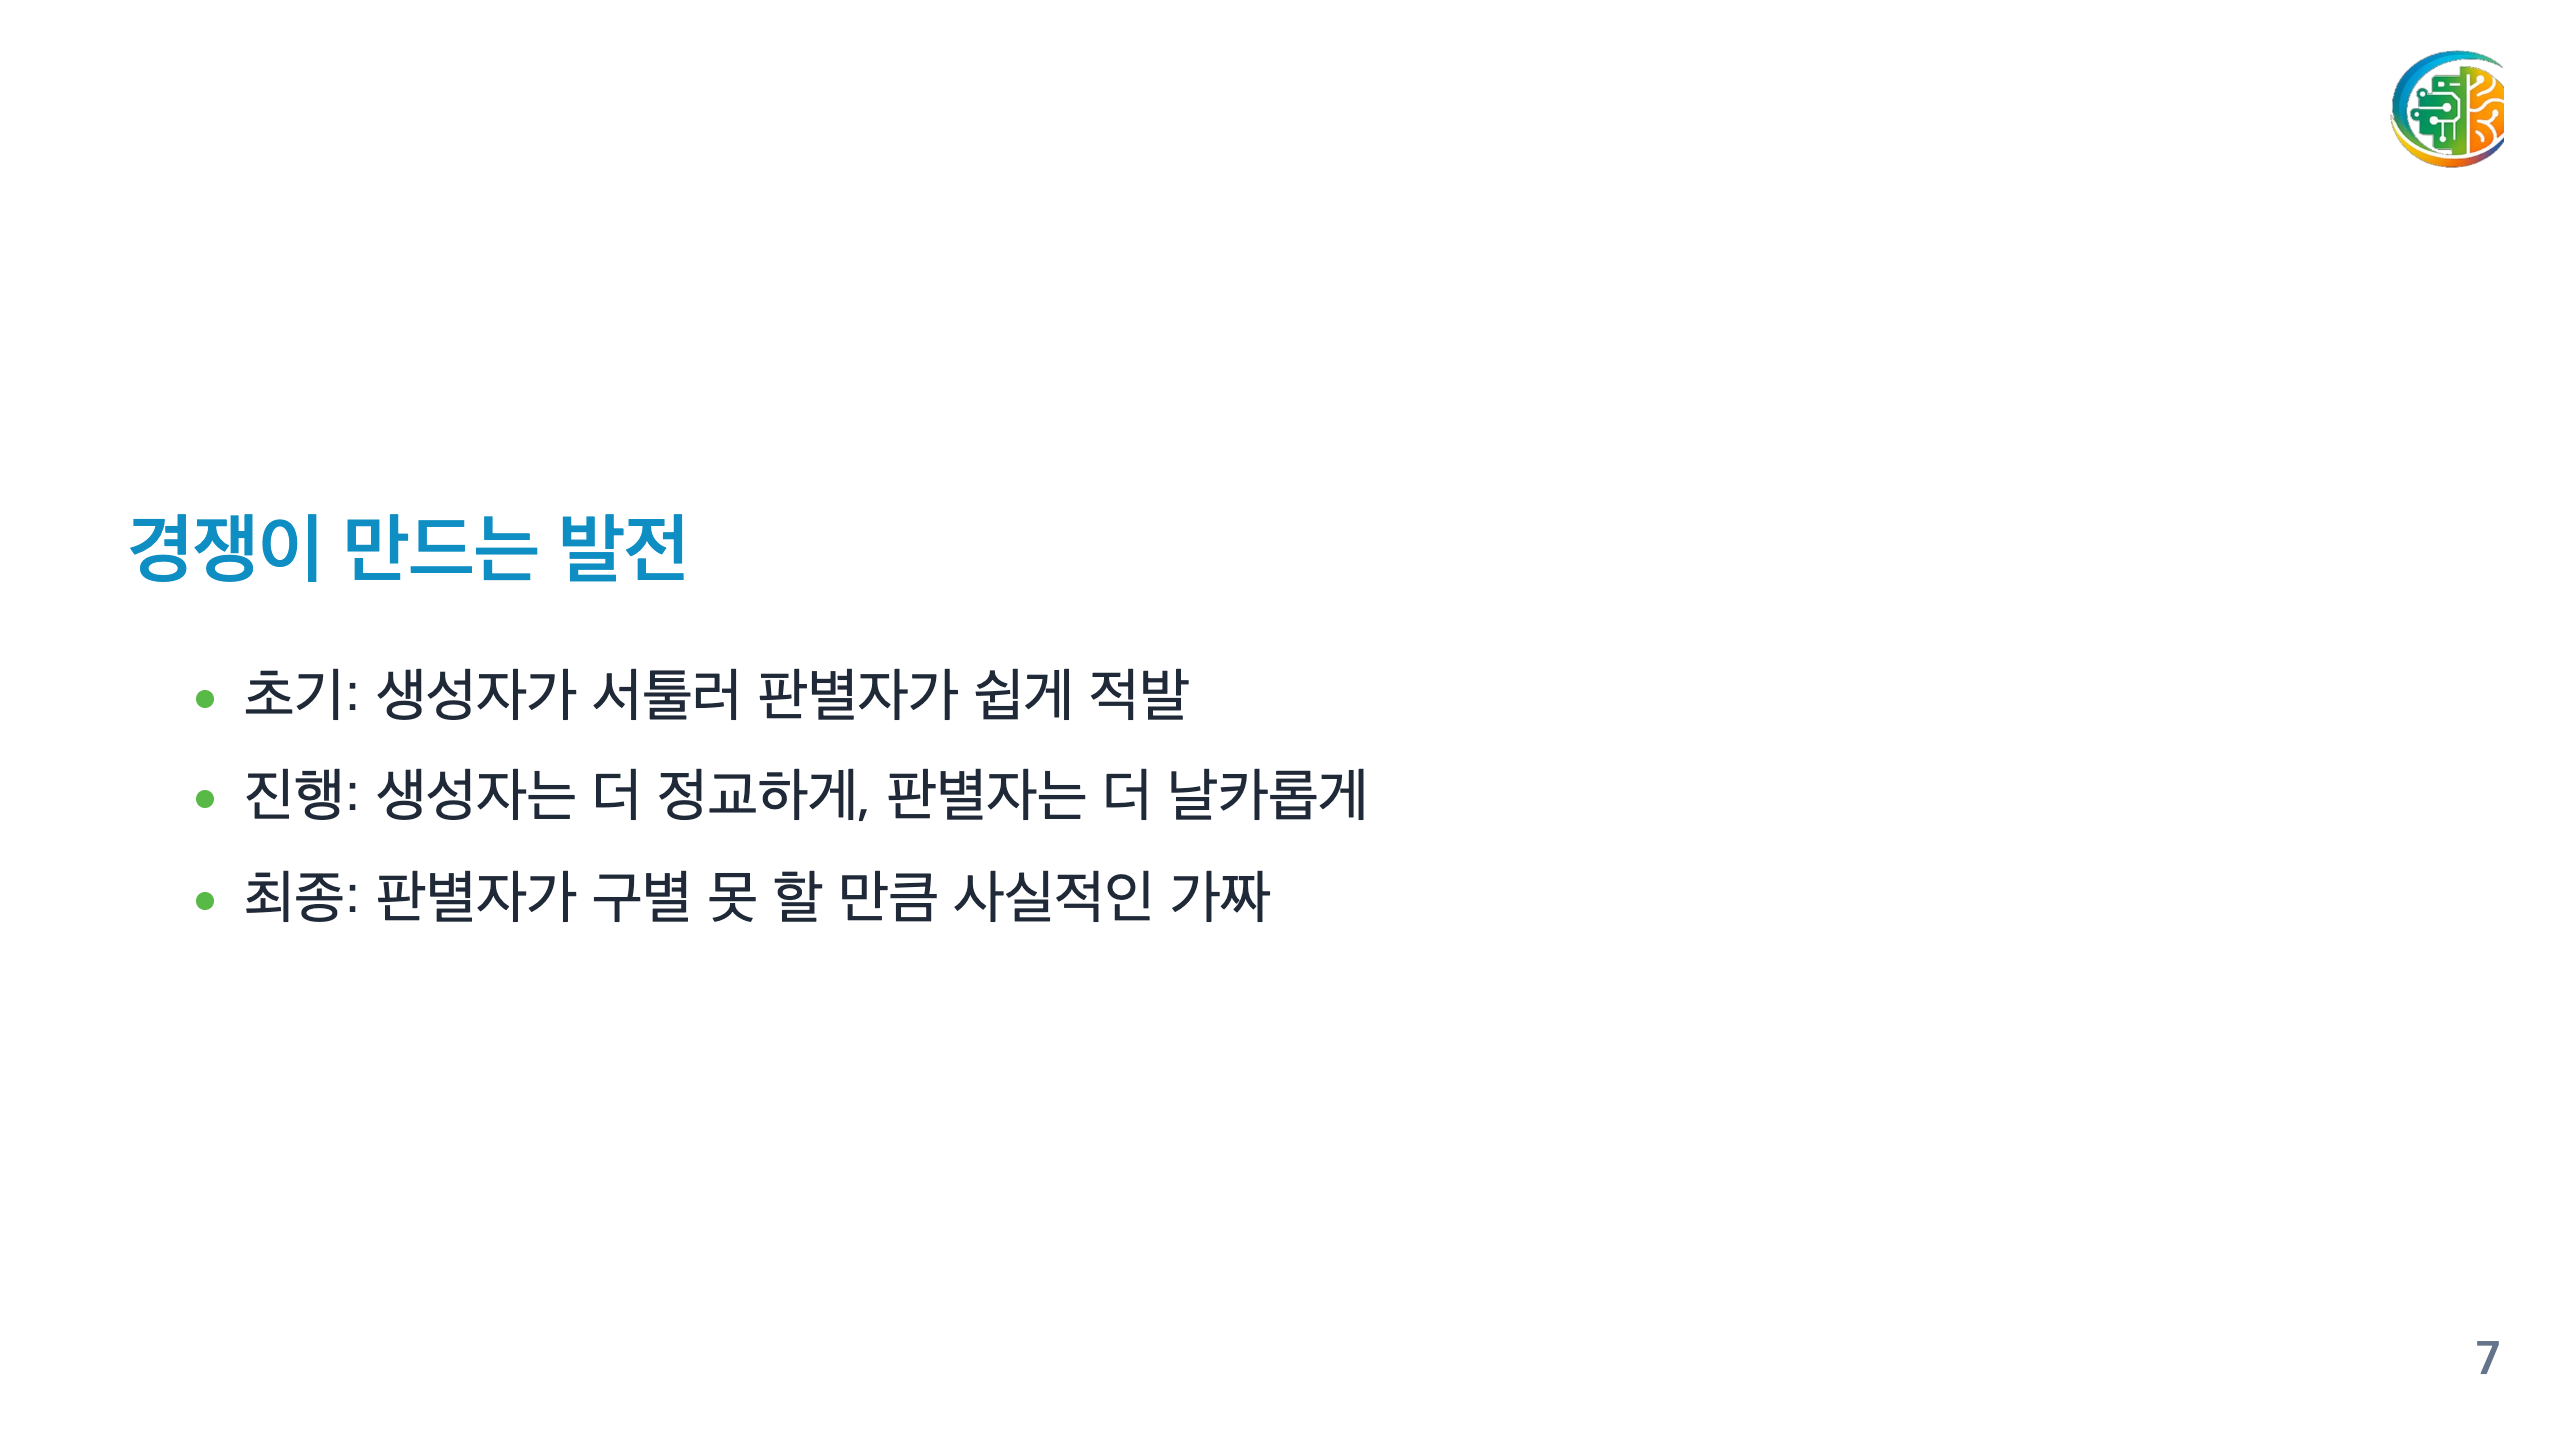 경쟁이 만드는 발전
• 초기: 생성자가 서툴러 판별자가 쉽게 적발
• 진행: 생성자는 더 정교하게, 판별자는 더 날카롭게
• 최종: 판별자가 구별 못 할 만큼 사실적인 가짜
7